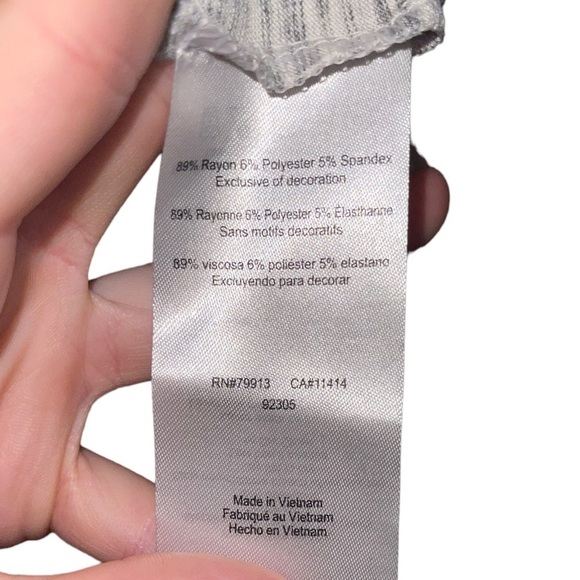 89% Rayon 6% Polyester 5% Spandex
Exclusive of decoration
89% Rayonne 6% Polyester 5% Élasthanne
Sans motifs decoratifs
89% viscosa 6% poliéster 5% elastano
Excluyendo para decorar
RN#79913 CA#11414
92305
Made in Vietnam
Fabriqué au Vietnam
Hecho en Vietnam